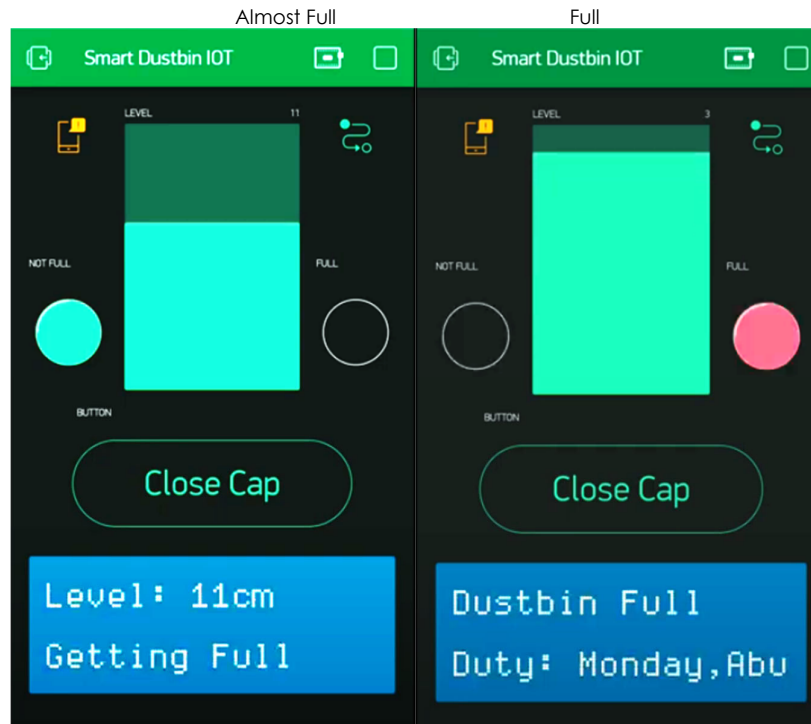 Almost Full
Full
Smart Dustbin IOT
LEVEL 11
NOT FULL
FULL
BUTTON
Close Cap
Level: 11cm
Getting Full
Smart Dustbin IOT
LEVEL 3
NOT FULL
FULL
BUTTON
Close Cap
Dustbin Full
Duty: Monday,Abu